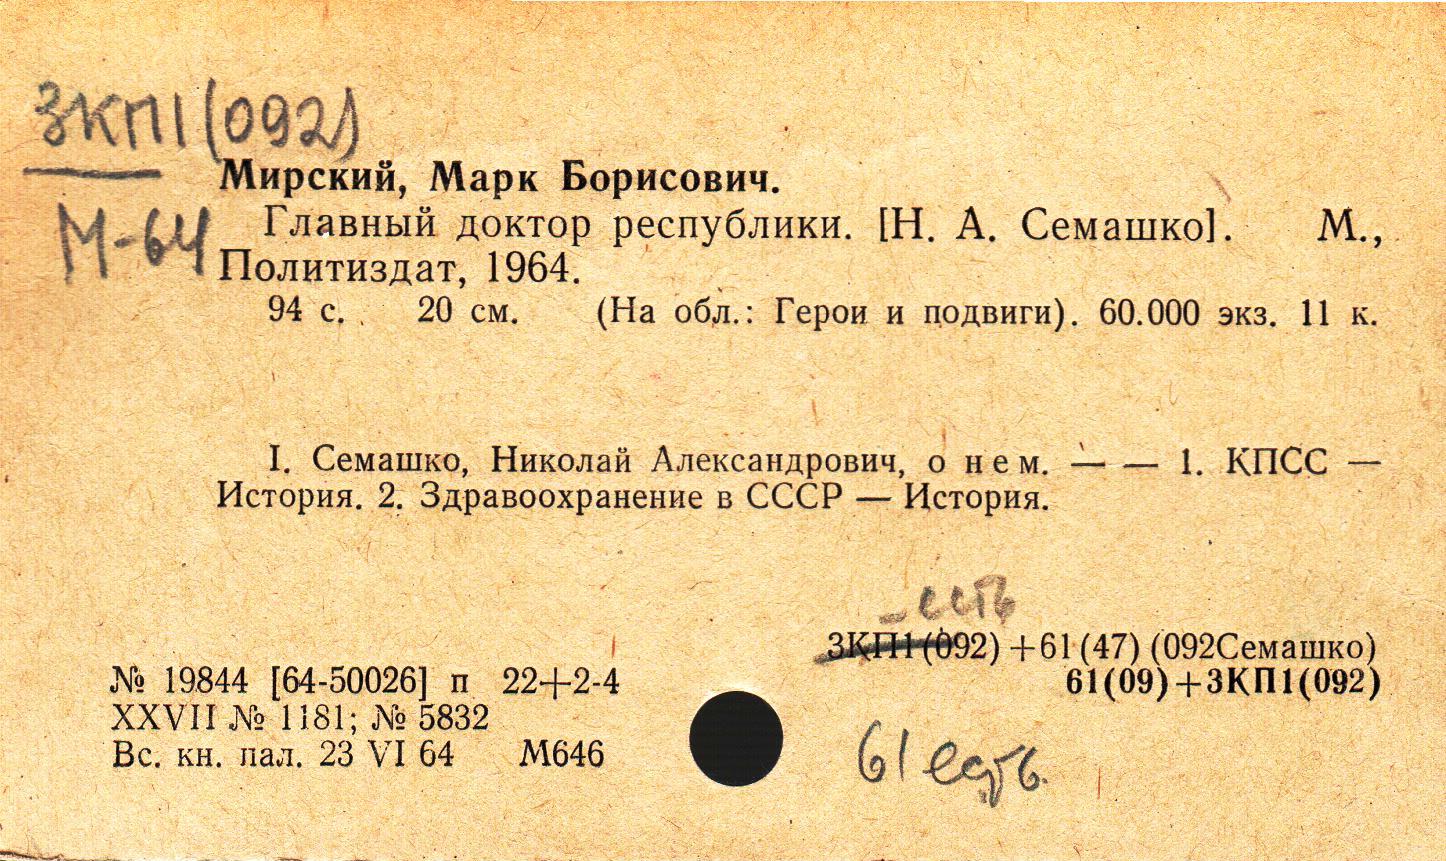 3КП1(092)
М-64
Мирский, Марк Борисович.
Главный доктор республики. [Н. А. Семашко]. М.,
Политиздат, 1964.
94 с. 20 см. (На обл.: Герои и подвиги). 60.000 экз. 11 к.
I. Семашко, Николай Александрович, о нем. — — 1. КПСС —
История. 2. Здравоохранение в СССР — История.
- есть
3КП1(092)+61(47)(092Семашко)
61(09)+3КП1(092)
№ 19844 [64-50026] п 22+2-4
XXVII № 1181; № 5832
Вс. кн. пал. 23 VI 64 М646
61 есть.